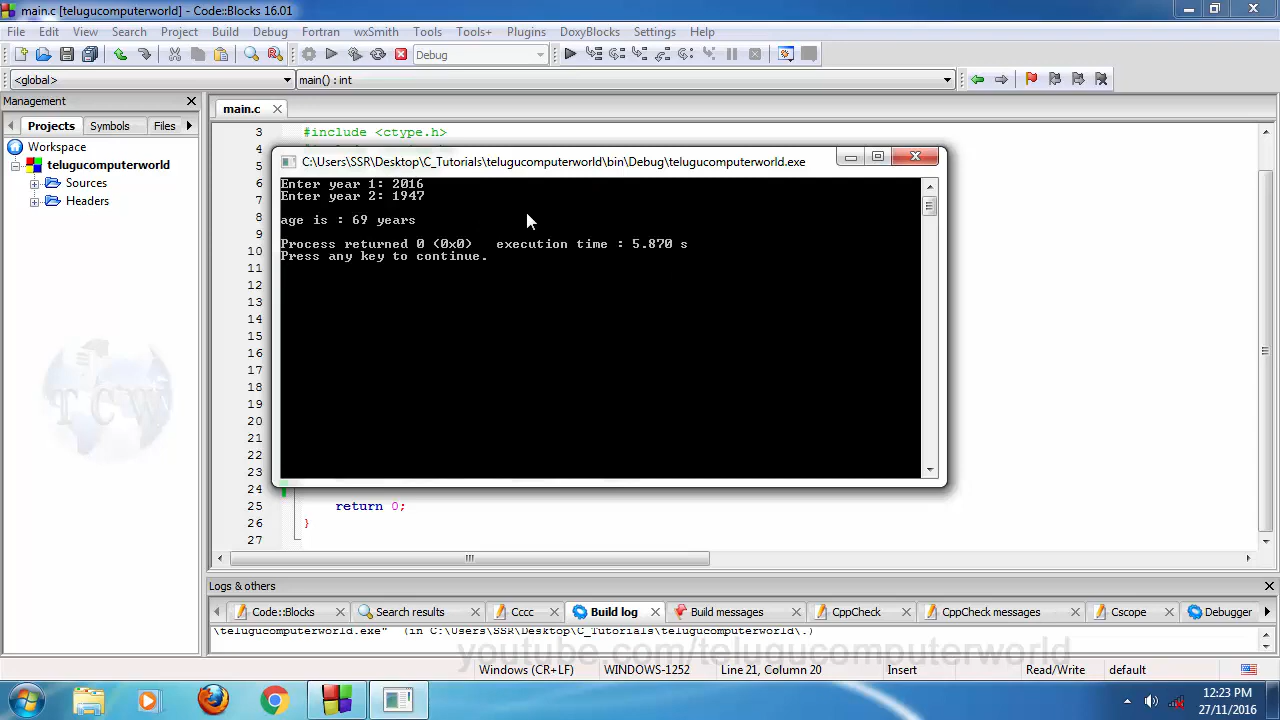 main.c [telugucomputerworld] - Code::Blocks 16.01
File Edit View Search Project Build Debug Fortran wxSmith Tools Tools+ Plugins DoxyBlocks Settings Help
Debug
<global> main() : int
Management
main.c
Projects Symbols Files
Workspace
telugucomputerworld
Sources
Headers
TCW
3 #include <ctype.h>
4
C:\Users\SSR\Desktop\C_Tutorials\telugucomputerworld\bin\Debug\telugucomputerworld.exe
6
7
8
9
10
11
12
13
14
15
16
17
18
19
20
21
22
23
24
Enter year 1: 2016
Enter year 2: 1947
age is : 69 years
Process returned 0 (0x0) execution time : 5.870 s
Press any key to continue.
25 return 0;
26 }
27
Logs & others
Code::Blocks Search results Cccc Build log Build messages CppCheck CppCheck messages Cscope Debugger
\telugucomputerworld.exe" (in C:\Users\SSR\Desktop\C_Tutorials\telugucomputerworld\.)
youtube.com/telugucomputerworld
Windows (CR+LF) WINDOWS-1252 Line 21, Column 20 Insert Read/Write default
12:23 PM
27/11/2016